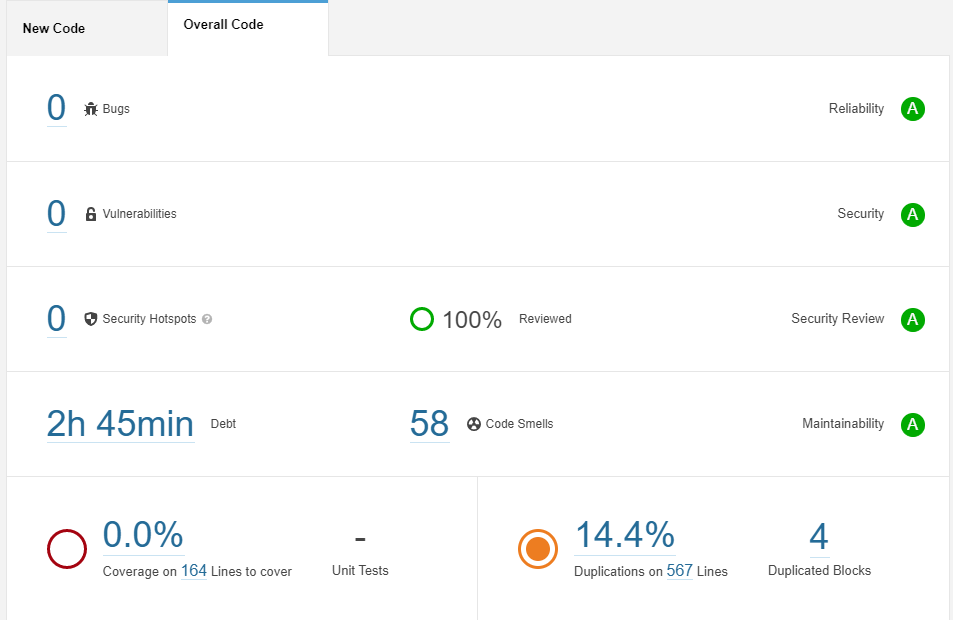 New Code
Overall Code
0 Bugs
Reliability A
0 Vulnerabilities
Security A
0 Security Hotspots ?
100% Reviewed
Security Review A
2h 45min Debt
58 Code Smells
Maintainability A
0.0%
Coverage on 164 Lines to cover
-
Unit Tests
14.4%
Duplications on 567 Lines
4
Duplicated Blocks